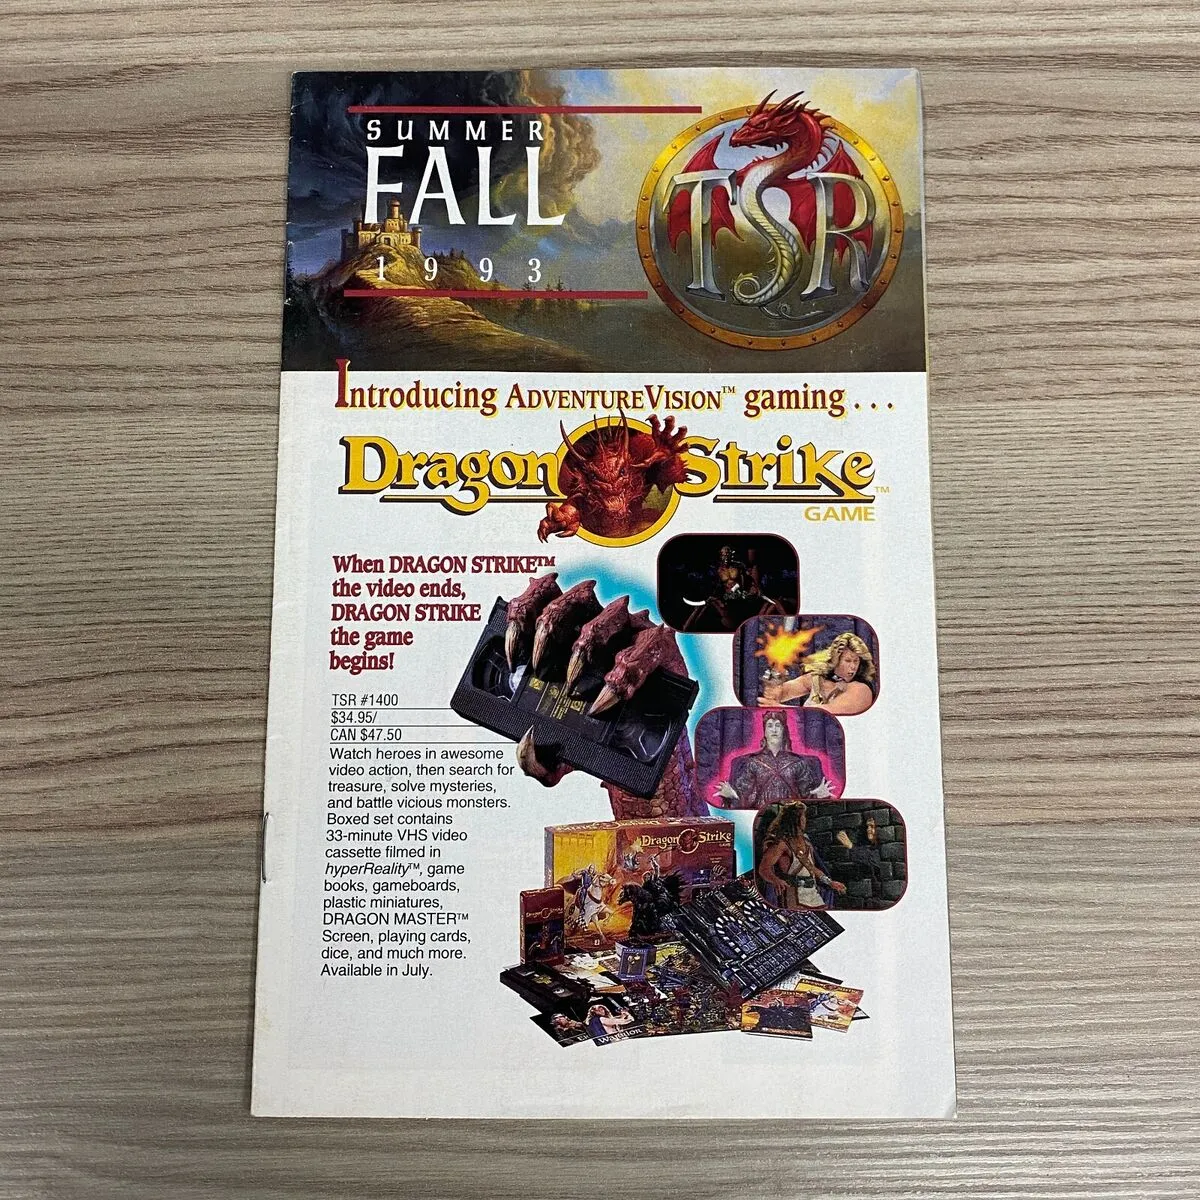 SUMMER
FALL
1993
TSR
Introducing ADVENTUREVISION™ gaming . . .
Dragon Strike™
GAME
When DRAGON STRIKE™
the video ends,
DRAGON STRIKE
the game
begins!
TSR #1400
$34.95/
CAN $47.50
Watch heroes in awesome
video action, then search for
treasure, solve mysteries,
and battle vicious monsters.
Boxed set contains
33-minute VHS video
cassette filmed in
hyperReality™, game
books, gameboards,
plastic miniatures,
DRAGON MASTER™
Screen, playing cards,
dice, and much more.
Available in July.
Dragon Strike
GAME
Warrior